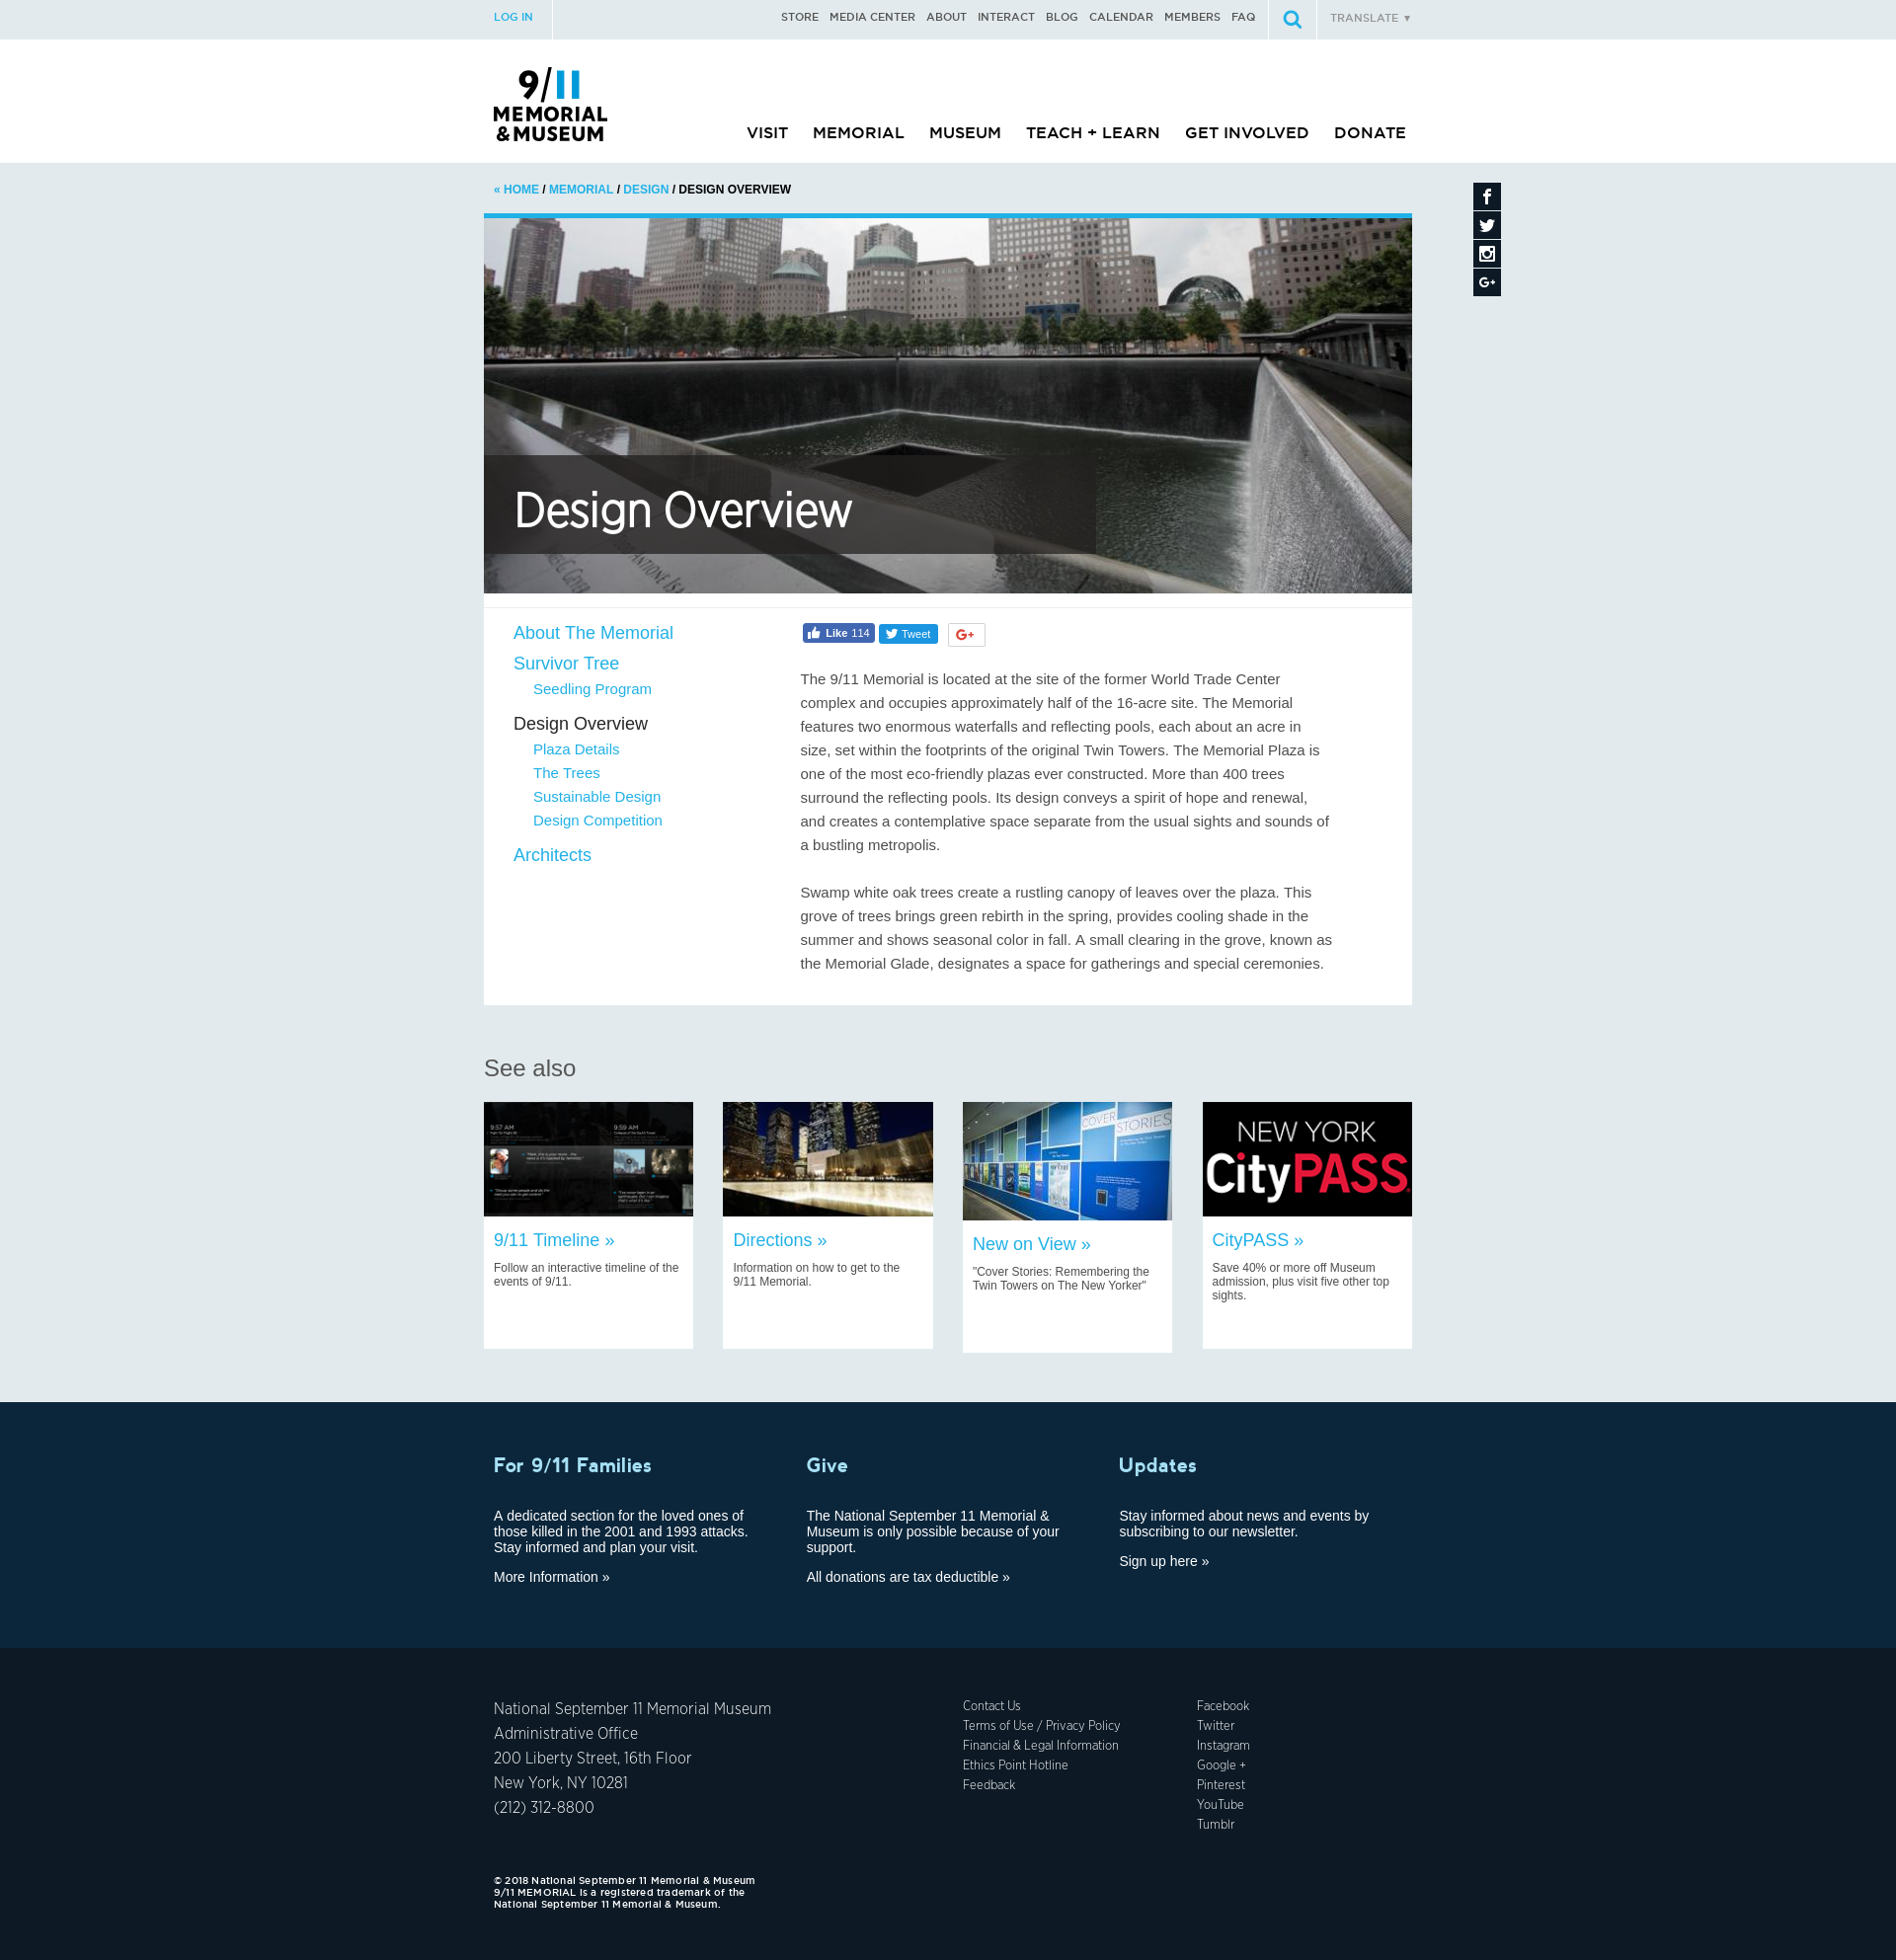 LOG IN
STORE MEDIA CENTER ABOUT INTERACT BLOG CALENDAR MEMBERS FAQ
TRANSLATE ▼
9/11
MEMORIAL
& MUSEUM
VISIT MEMORIAL MUSEUM TEACH + LEARN GET INVOLVED DONATE
« HOME / MEMORIAL / DESIGN / DESIGN OVERVIEW
Design Overview
About The Memorial
Survivor Tree
Seedling Program
Design Overview
Plaza Details
The Trees
Sustainable Design
Design Competition
Architects
Like 114 Tweet G+
The 9/11 Memorial is located at the site of the former World Trade Center
complex and occupies approximately half of the 16-acre site. The Memorial
features two enormous waterfalls and reflecting pools, each about an acre in
size, set within the footprints of the original Twin Towers. The Memorial Plaza is
one of the most eco-friendly plazas ever constructed. More than 400 trees
surround the reflecting pools. Its design conveys a spirit of hope and renewal,
and creates a contemplative space separate from the usual sights and sounds of
a bustling metropolis.
Swamp white oak trees create a rustling canopy of leaves over the plaza. This
grove of trees brings green rebirth in the spring, provides cooling shade in the
summer and shows seasonal color in fall. A small clearing in the grove, known as
the Memorial Glade, designates a space for gatherings and special ceremonies.
See also
9:57 AM
9:59 AM
9/11 Timeline »
Follow an interactive timeline of the
events of 9/11.
Directions »
Information on how to get to the
9/11 Memorial.
COVER
STORIES
New on View »
"Cover Stories: Remembering the
Twin Towers on The New Yorker"
NEW YORK
CityPASS
CityPASS »
Save 40% or more off Museum
admission, plus visit five other top
sights.
For 9/11 Families
A dedicated section for the loved ones of
those killed in the 2001 and 1993 attacks.
Stay informed and plan your visit.
More Information »
Give
The National September 11 Memorial &
Museum is only possible because of your
support.
All donations are tax deductible »
Updates
Stay informed about news and events by
subscribing to our newsletter.
Sign up here »
National September 11 Memorial Museum
Administrative Office
200 Liberty Street, 16th Floor
New York, NY 10281
(212) 312-8800
Contact Us
Terms of Use / Privacy Policy
Financial & Legal Information
Ethics Point Hotline
Feedback
Facebook
Twitter
Instagram
Google +
Pinterest
YouTube
Tumblr
© 2018 National September 11 Memorial & Museum
9/11 MEMORIAL is a registered trademark of the
National September 11 Memorial & Museum.